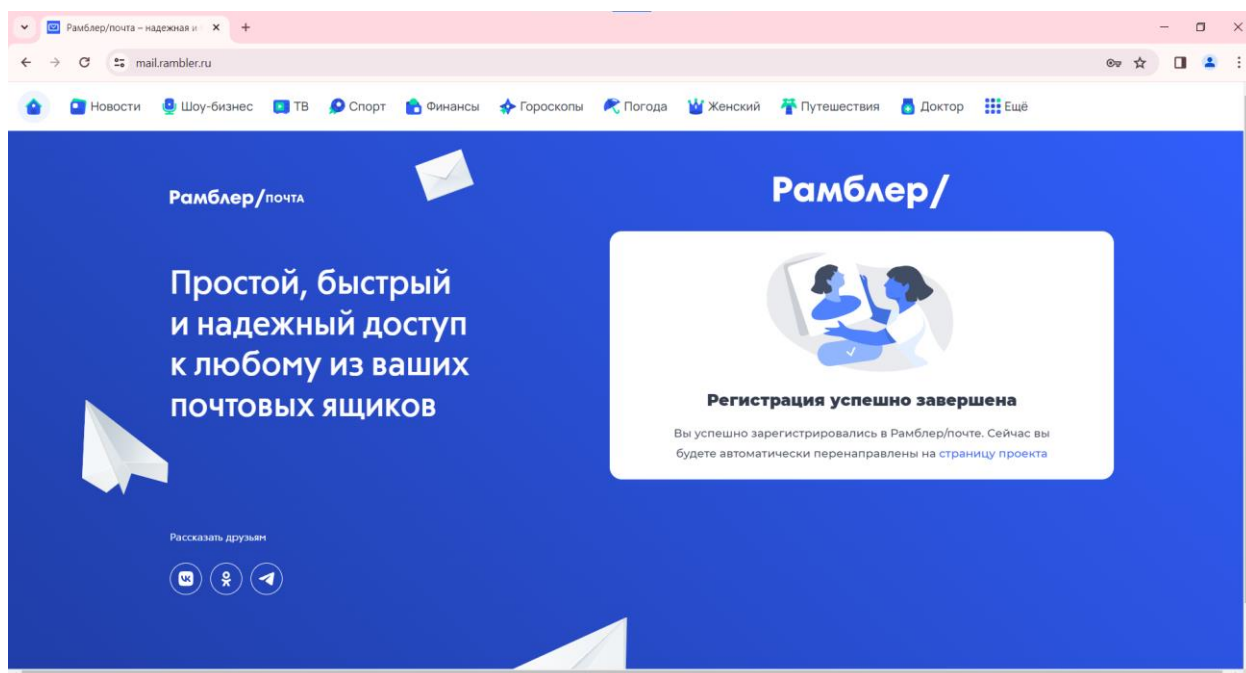 Рамблер/почта – надежная и
mail.rambler.ru
Новости Шоу-бизнес ТВ Спорт Финансы Гороскопы Погода Женский Путешествия Доктор Ещё
Рамблер/почта
Простой, быстрый
и надежный доступ
к любому из ваших
почтовых ящиков
Рассказать друзьям
Рамблер/
Регистрация успешно завершена
Вы успешно зарегистрировались в Рамблер/почте. Сейчас вы
будете автоматически перенаправлены на страницу проекта